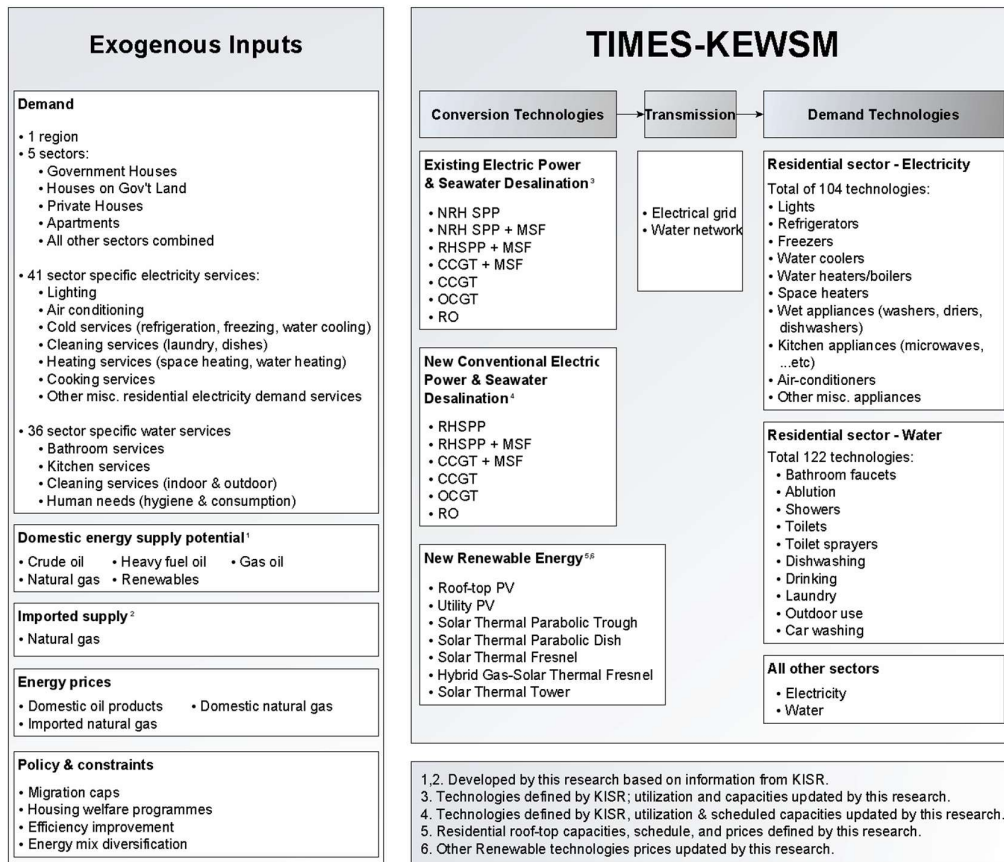 Exogenous Inputs
Demand
• 1 region
• 5 sectors:
• Government Houses
• Houses on Gov't Land
• Private Houses
• Apartments
• All other sectors combined
• 41 sector specific electricity services:
• Lighting
• Air conditioning
• Cold services (refrigeration, freezing, water cooling)
• Cleaning services (laundry, dishes)
• Heating services (space heating, water heating)
• Cooking services
• Other misc. residential electricity demand services
• 36 sector specific water services
• Bathroom services
• Kitchen services
• Cleaning services (indoor & outdoor)
• Human needs (hygiene & consumption)
Domestic energy supply potential¹
• Crude oil • Heavy fuel oil • Gas oil
• Natural gas • Renewables
Imported supply²
• Natural gas
Energy prices
• Domestic oil products • Domestic natural gas
• Imported natural gas
Policy & constraints
• Migration caps
• Housing welfare programmes
• Efficiency improvement
• Energy mix diversification
TIMES-KEWSM
Conversion Technologies
Transmission
Demand Technologies
Existing Electric Power
& Seawater Desalination³
• NRH SPP
• NRH SPP + MSF
• RHSPP + MSF
• CCGT + MSF
• CCGT
• OCGT
• RO
New Conventional Electric
Power & Seawater
Desalination⁴
• RHSPP
• RHSPP + MSF
• CCGT + MSF
• CCGT
• OCGT
• RO
New Renewable Energy⁵,⁶
• Roof-top PV
• Utility PV
• Solar Thermal Parabolic Trough
• Solar Thermal Parabolic Dish
• Solar Thermal Fresnel
• Hybrid Gas-Solar Thermal Fresnel
• Solar Thermal Tower
• Electrical grid
• Water network
Residential sector - Electricity
Total of 104 technologies:
• Lights
• Refrigerators
• Freezers
• Water coolers
• Water heaters/boilers
• Space heaters
• Wet appliances (washers, driers,
dishwashers)
• Kitchen appliances (microwaves,
...etc)
• Air-conditioners
• Other misc. appliances
Residential sector - Water
Total 122 technologies:
• Bathroom faucets
• Ablution
• Showers
• Toilets
• Toilet sprayers
• Dishwashing
• Drinking
• Laundry
• Outdoor use
• Car washing
All other sectors
• Electricity
• Water
1,2. Developed by this research based on information from KISR.
3. Technologies defined by KISR; utilization and capacities updated by this research.
4. Technologies defined by KISR, utilization & scheduled capacities updated by this research.
5. Residential roof-top capacities, schedule, and prices defined by this research.
6. Other Renewable technologies prices updated by this research.